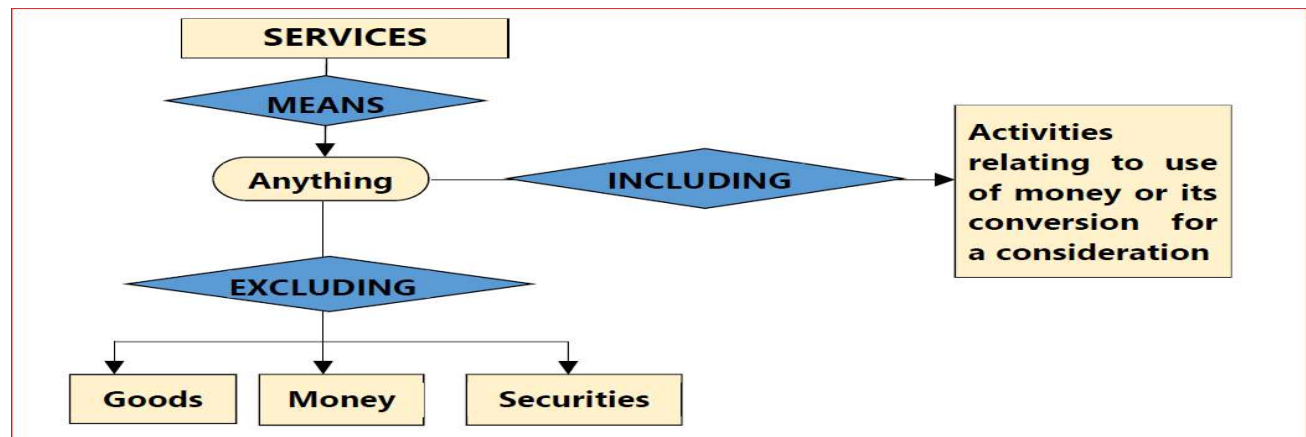 SERVICES
MEANS
Anything
INCLUDING
Activities
relating to use
of money or its
conversion for
a consideration
EXCLUDING
Goods
Money
Securities